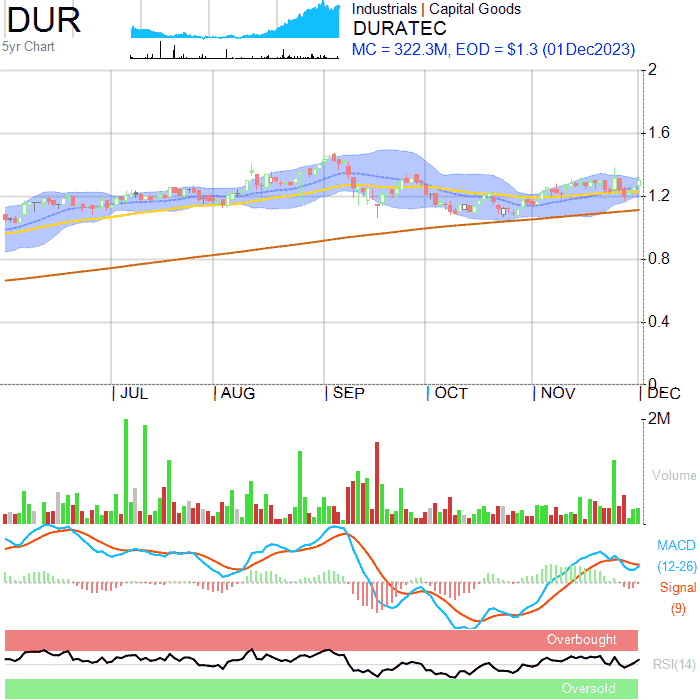 DUR
5yr Chart
Industrials | Capital Goods
DURATEC
MC = 322.3M, EOD = $1.3 (01Dec2023)
2
1.6
1.2
0.8
0.4
0
JUL AUG SEP OCT NOV DEC
2M
Volume
MACD
(12-26)
Signal
(9)
Overbought
RSI(14)
Oversold